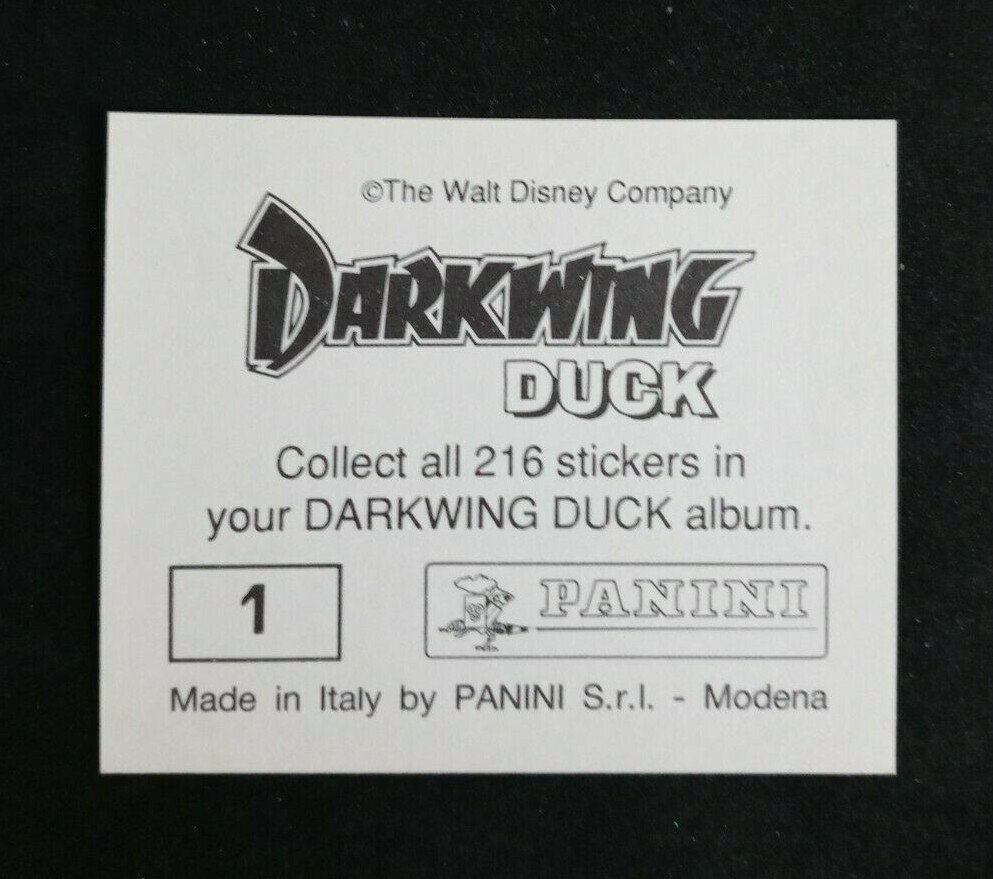 ©The Walt Disney Company
DARKWING
DUCK
Collect all 216 stickers in
your DARKWING DUCK album.
1
PANINI
Made in Italy by PANINI S.r.l. - Modena